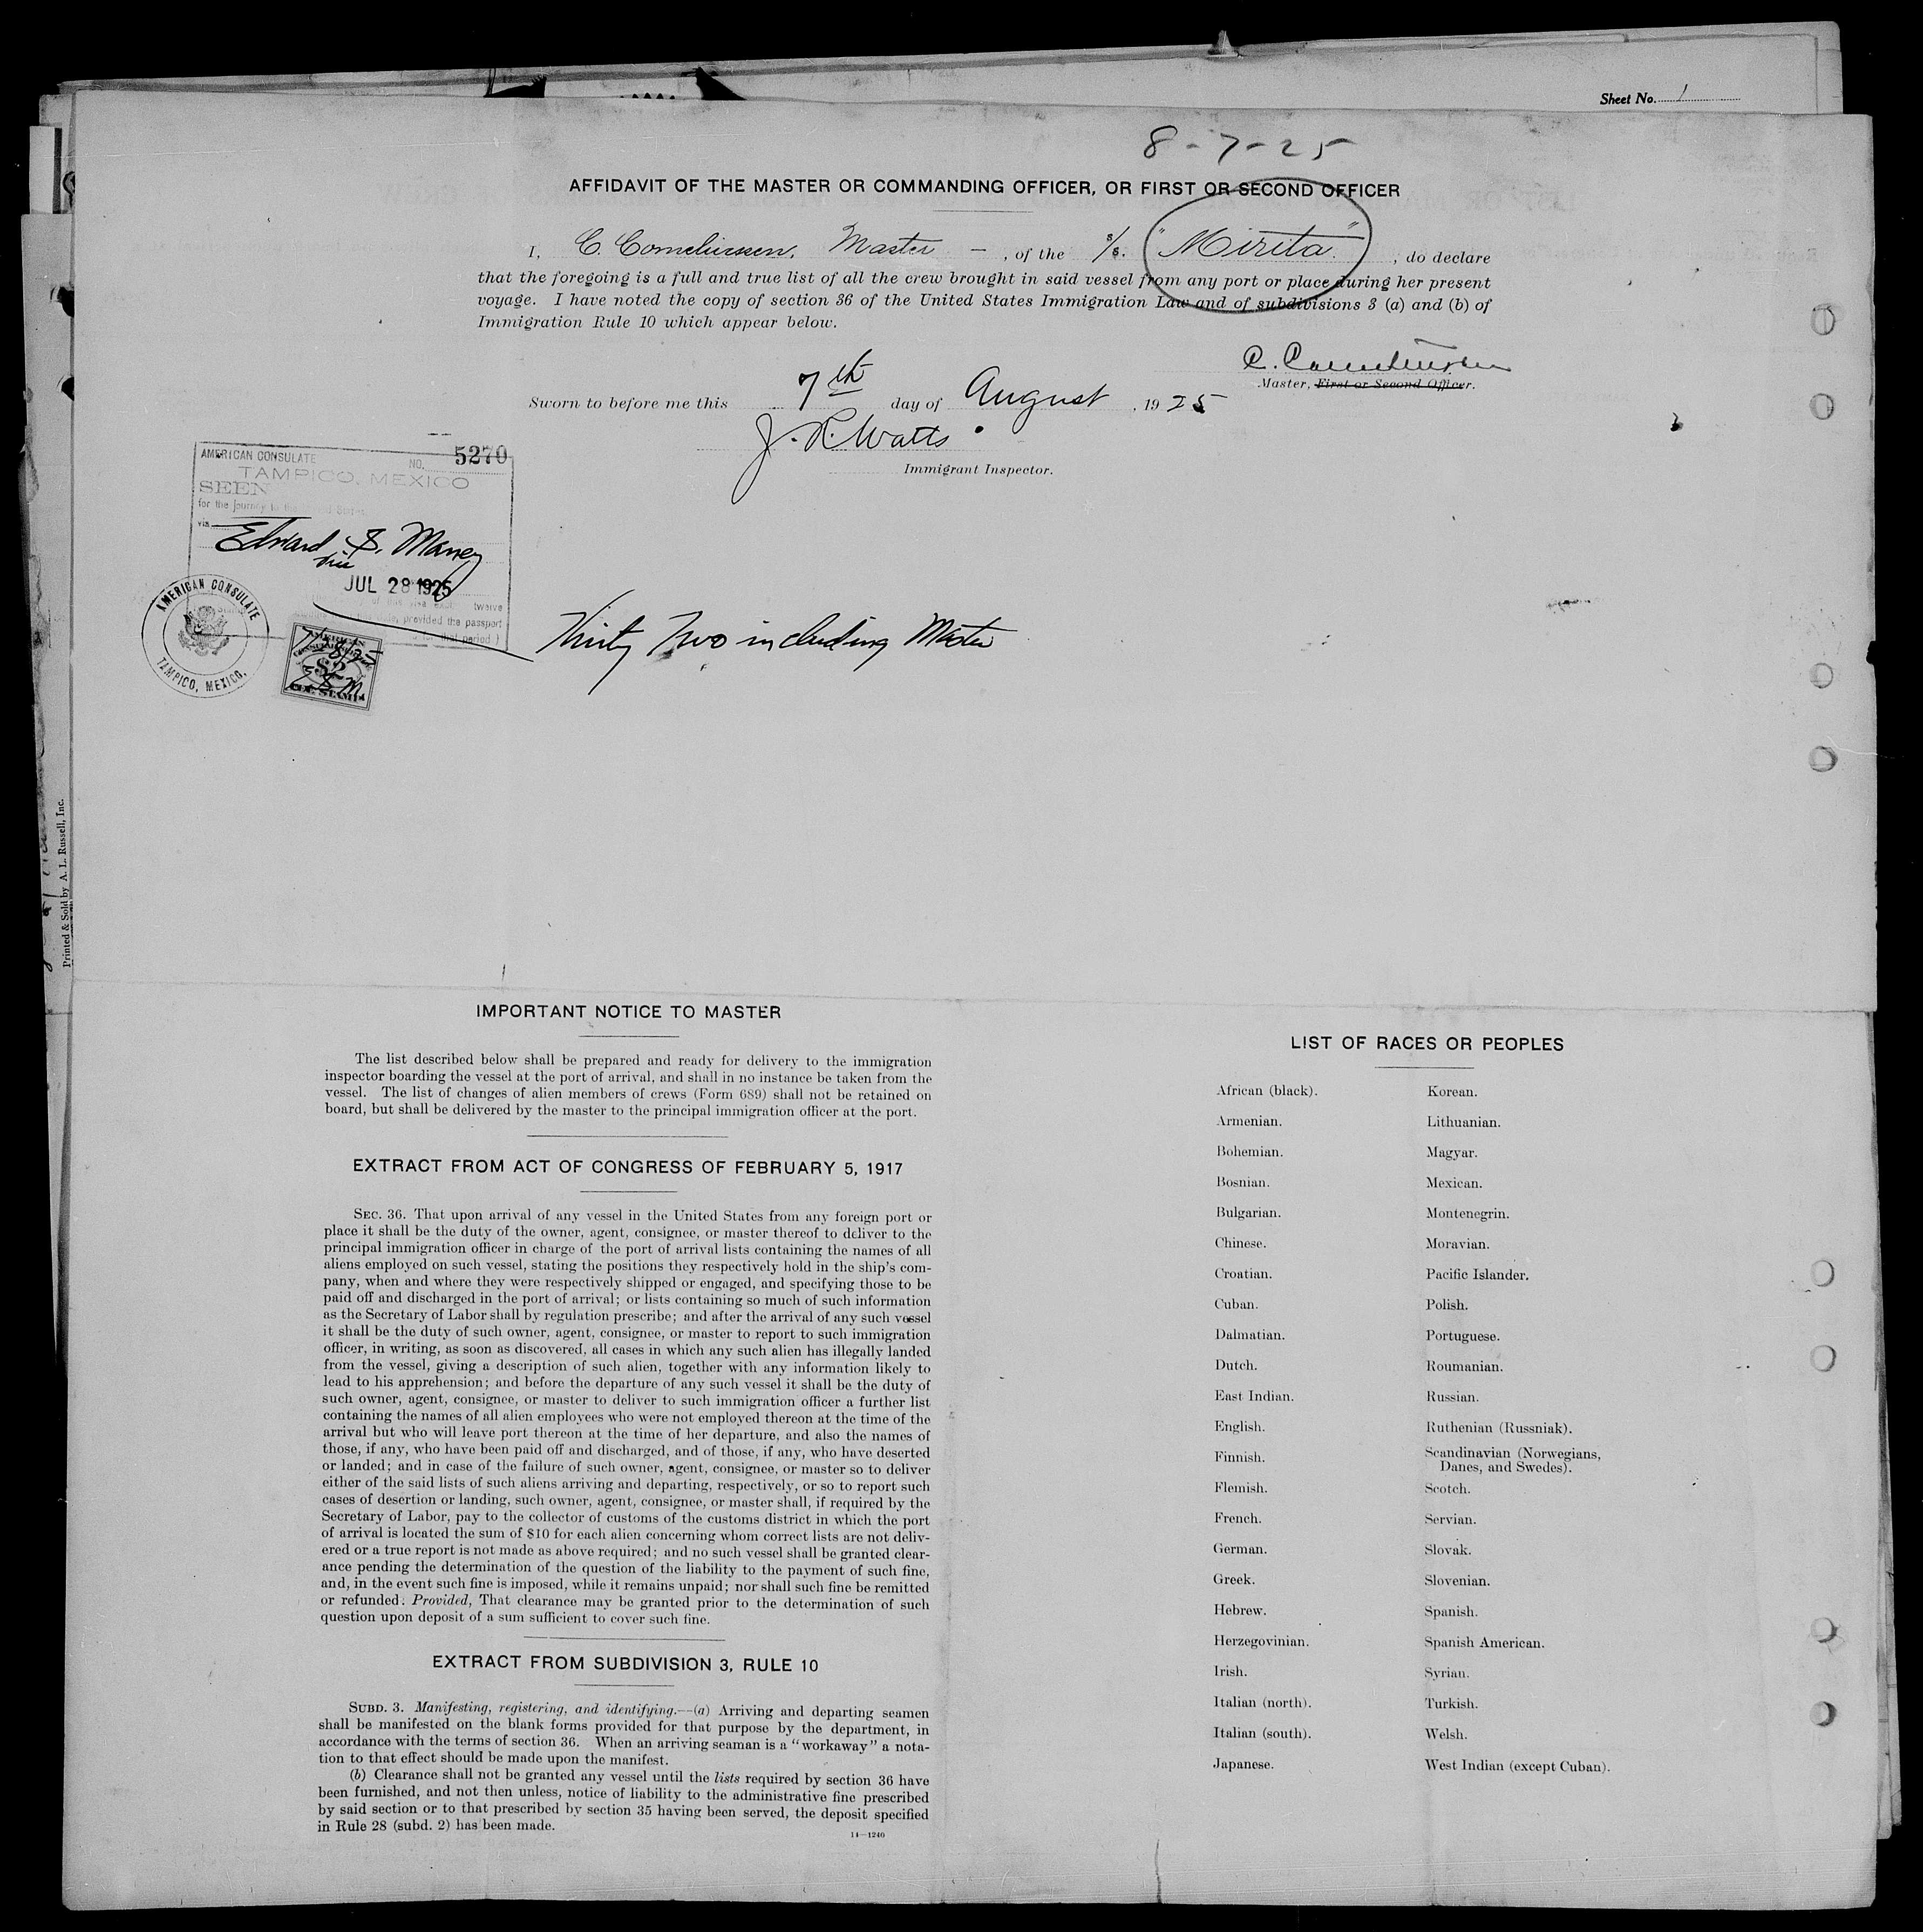 Sheet No. 1
8-7-25
AFFIDAVIT OF THE MASTER OR COMMANDING OFFICER, OR FIRST OR SECOND OFFICER
I, C. Corneliussen, Master - , of the s/s. "Mirita" , do declare
that the foregoing is a full and true list of all the crew brought in said vessel from any port or place during her present
voyage. I have noted the copy of section 36 of the United States Immigration Law and of subdivisions 3 (a) and (b) of
Immigration Rule 10 which appear below.
C. Corneliussen
Master, First or Second Officer.
Sworn to before me this 7th day of August , 1925
J. R. Watts
Immigrant Inspector.
AMERICAN CONSULATE
NO. 5270
TAMPICO, MEXICO
SEEN
for the journey to the
via
Edward S. Maney
JUL 28 1925
twelve
provided the passport
period.)
AMERICAN CONSULATE
TAMPICO, MEXICO.
AMERICAN
$2
FEE STAMP
7/28/25
ESM
Thirty Two including Master
Printed & Sold by A. L. Russell, Inc.
IMPORTANT NOTICE TO MASTER
The list described below shall be prepared and ready for delivery to the immigration
inspector boarding the vessel at the port of arrival, and shall in no instance be taken from the
vessel. The list of changes of alien members of crews (Form 689) shall not be retained on
board, but shall be delivered by the master to the principal immigration officer at the port.
EXTRACT FROM ACT OF CONGRESS OF FEBRUARY 5, 1917
SEC. 36. That upon arrival of any vessel in the United States from any foreign port or
place it shall be the duty of the owner, agent, consignee, or master thereof to deliver to the
principal immigration officer in charge of the port of arrival lists containing the names of all
aliens employed on such vessel, stating the positions they respectively hold in the ship's com-
pany, when and where they were respectively shipped or engaged, and specifying those to be
paid off and discharged in the port of arrival; or lists containing so much of such information
as the Secretary of Labor shall by regulation prescribe; and after the arrival of any such vessel
it shall be the duty of such owner, agent, consignee, or master to report to such immigration
officer, in writing, as soon as discovered, all cases in which any such alien has illegally landed
from the vessel, giving a description of such alien, together with any information likely to
lead to his apprehension; and before the departure of any such vessel it shall be the duty of
such owner, agent, consignee, or master to deliver to such immigration officer a further list
containing the names of all alien employees who were not employed thereon at the time of the
arrival but who will leave port thereon at the time of her departure, and also the names of
those, if any, who have been paid off and discharged, and of those, if any, who have deserted
or landed; and in case of the failure of such owner, agent, consignee, or master so to deliver
either of the said lists of such aliens arriving and departing, respectively, or so to report such
cases of desertion or landing, such owner, agent, consignee, or master shall, if required by the
Secretary of Labor, pay to the collector of customs of the customs district in which the port
of arrival is located the sum of $10 for each alien concerning whom correct lists are not deliv-
ered or a true report is not made as above required; and no such vessel shall be granted clear-
ance pending the determination of the question of the liability to the payment of such fine,
and, in the event such fine is imposed, while it remains unpaid; nor shall such fine be remitted
or refunded: Provided, That clearance may be granted prior to the determination of such
question upon deposit of a sum sufficient to cover such fine.
EXTRACT FROM SUBDIVISION 3, RULE 10
SUBD. 3. Manifesting, registering, and identifying.—(a) Arriving and departing seamen
shall be manifested on the blank forms provided for that purpose by the department, in
accordance with the terms of section 36. When an arriving seaman is a "workaway" a nota-
tion to that effect should be made upon the manifest.
(b) Clearance shall not be granted any vessel until the lists required by section 36 have
been furnished, and not then unless, notice of liability to the administrative fine prescribed
by said section or to that prescribed by section 35 having been served, the deposit specified
in Rule 28 (subd. 2) has been made.
14—1240
LIST OF RACES OR PEOPLES
African (black).
Armenian.
Bohemian.
Bosnian.
Bulgarian.
Chinese.
Croatian.
Cuban.
Dalmatian.
Dutch.
East Indian.
English.
Finnish.
Flemish.
French.
German.
Greek.
Hebrew.
Herzegovinian.
Irish.
Italian (north).
Italian (south).
Japanese.
Korean.
Lithuanian.
Magyar.
Mexican.
Montenegrin.
Moravian.
Pacific Islander.
Polish.
Portuguese.
Roumanian.
Russian.
Ruthenian (Russniak).
Scandinavian (Norwegians,
Danes, and Swedes).
Scotch.
Servian.
Slovak.
Slovenian.
Spanish.
Spanish American.
Syrian.
Turkish.
Welsh.
West Indian (except Cuban).